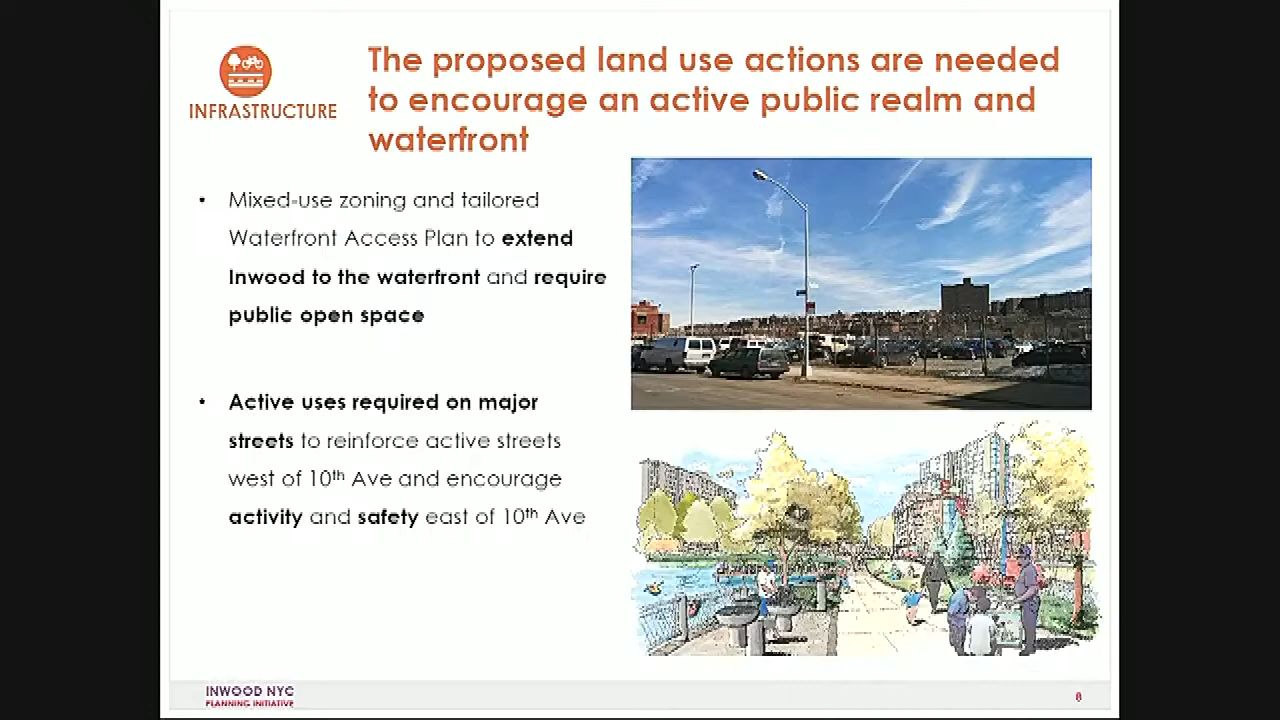 INFRASTRUCTURE
The proposed land use actions are needed
to encourage an active public realm and
waterfront
• Mixed-use zoning and tailored
Waterfront Access Plan to extend
Inwood to the waterfront and require
public open space
• Active uses required on major
streets to reinforce active streets
west of 10th Ave and encourage
activity and safety east of 10th Ave
INWOOD NYC
PLANNING INITIATIVE
8